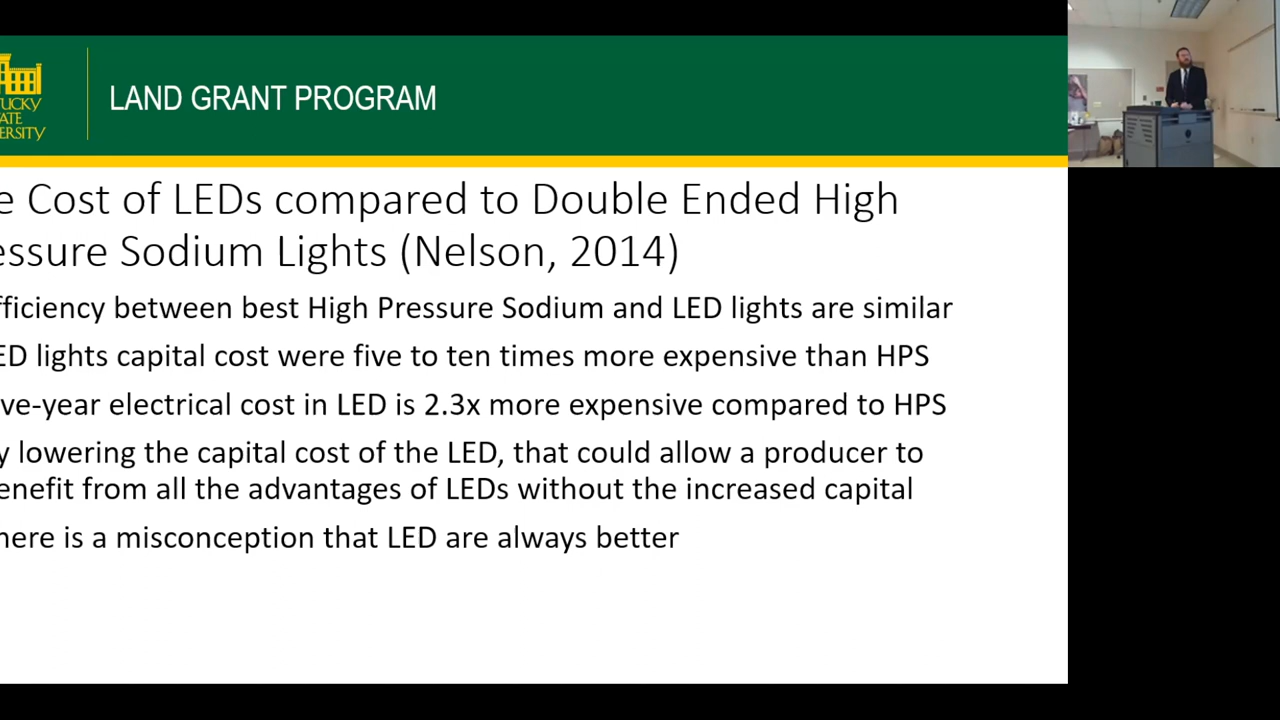 UCKY
ATE
ERSITY
LAND GRANT PROGRAM
e Cost of LEDs compared to Double Ended High
essure Sodium Lights (Nelson, 2014)
fficiency between best High Pressure Sodium and LED lights are similar
ED lights capital cost were five to ten times more expensive than HPS
ve-year electrical cost in LED is 2.3x more expensive compared to HPS
y lowering the capital cost of the LED, that could allow a producer to
enefit from all the advantages of LEDs without the increased capital
here is a misconception that LED are always better